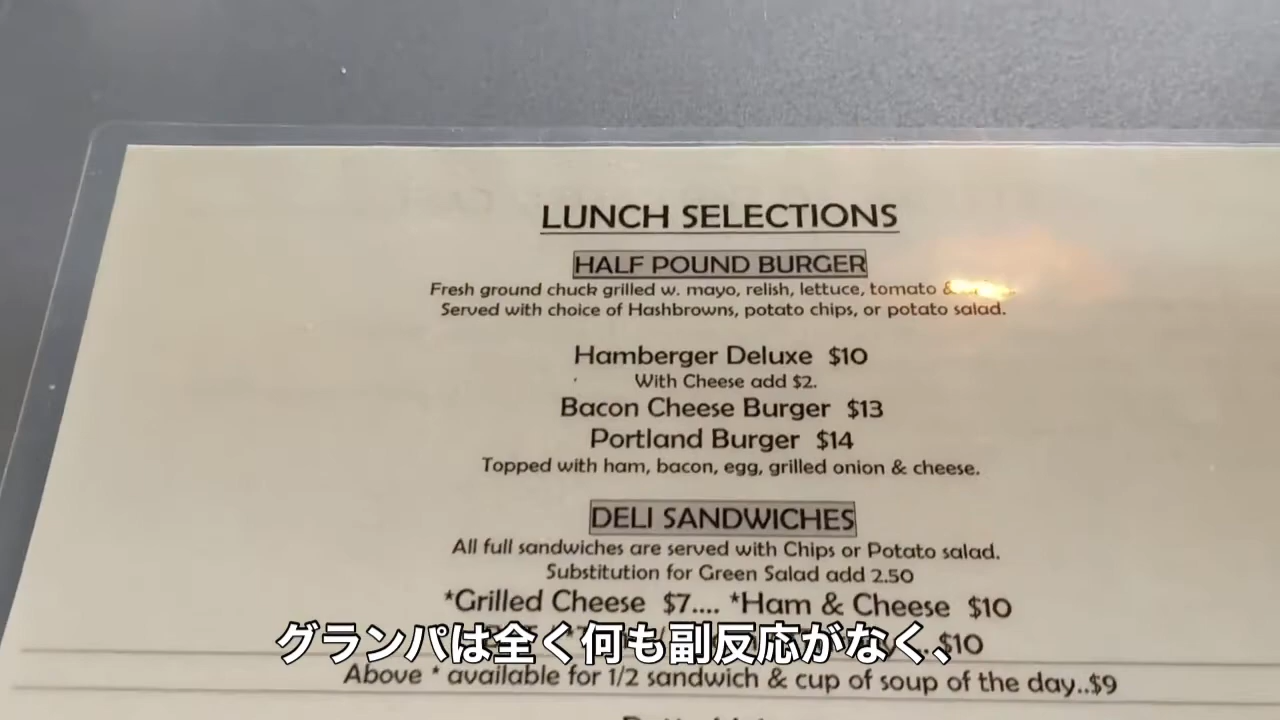 LUNCH SELECTIONS
HALF POUND BURGER
Fresh ground chuck grilled w. mayo, relish, lettuce, tomato &
Served with choice of Hashbrowns, potato chips, or potato salad.
Hamberger Deluxe $10
With Cheese add $2.
Bacon Cheese Burger $13
Portland Burger $14
Topped with ham, bacon, egg, grilled onion & cheese.
DELI SANDWICHES
All full sandwiches are served with Chips or Potato salad.
Substitution for Green Salad add 2.50
*Grilled Cheese $7.... *Ham & Cheese $10
$10
グランパは全く何も副反応がなく、
Above * available for 1/2 sandwich & cup of soup of the day..$9